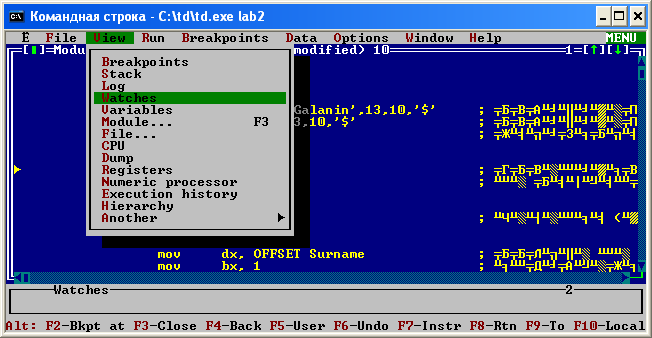 Командная строка - C:\td\td.exe lab2
File View Run Breakpoints Data Options Window Help MENU
[■]=Modu modified) 10 1=[↑][↓]
Breakpoints
Stack
Log
Watches
Variables Galanin',13,10,'$' ;
Module... F3 3,10,'$' ;
File... ;
CPU
Dump
Registers ;
Numeric processor ;
Execution history
Hierarchy
Another ► ;
mov dx, OFFSET Surname ;
mov bx, 1 ;
Watches 2
Alt: F2-Bkpt at F3-Close F4-Back F5-User F6-Undo F7-Instr F8-Rtn F9-To F10-Local